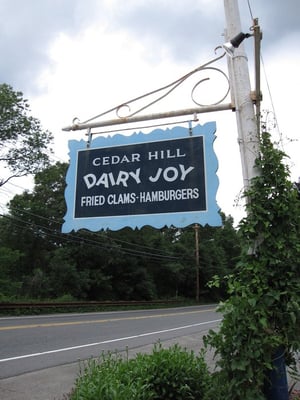 CEDAR HILL
DAIRY JOY
FRIED CLAMS-HAMBURGERS